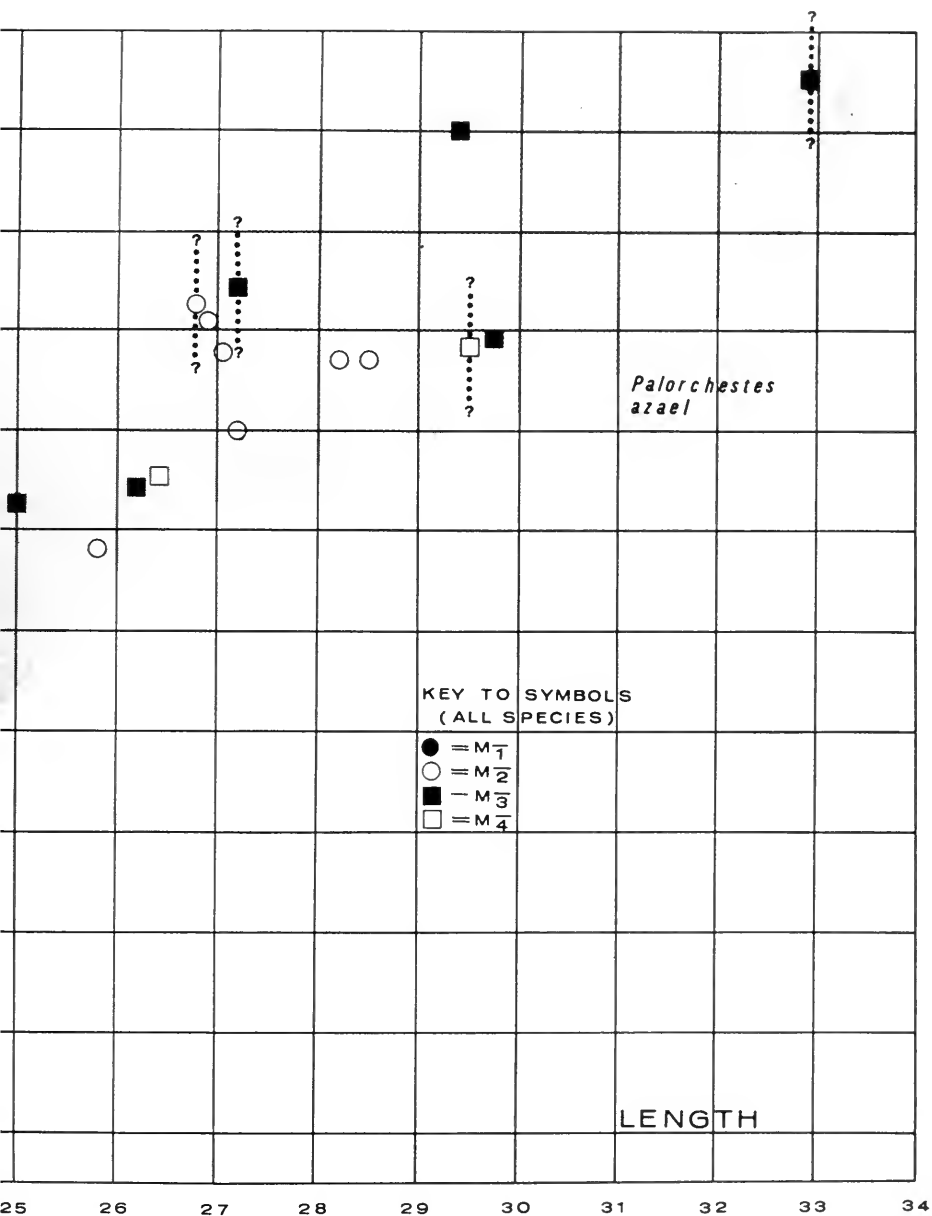 ?
?
?
?
?
?
?
?
?
Palorchestes
azael
KEY TO SYMBOLS
(ALL SPECIES)
● = M1
○ = M2
■ – M3
□ = M4
LENGTH
25 26 27 28 29 30 31 32 33 34